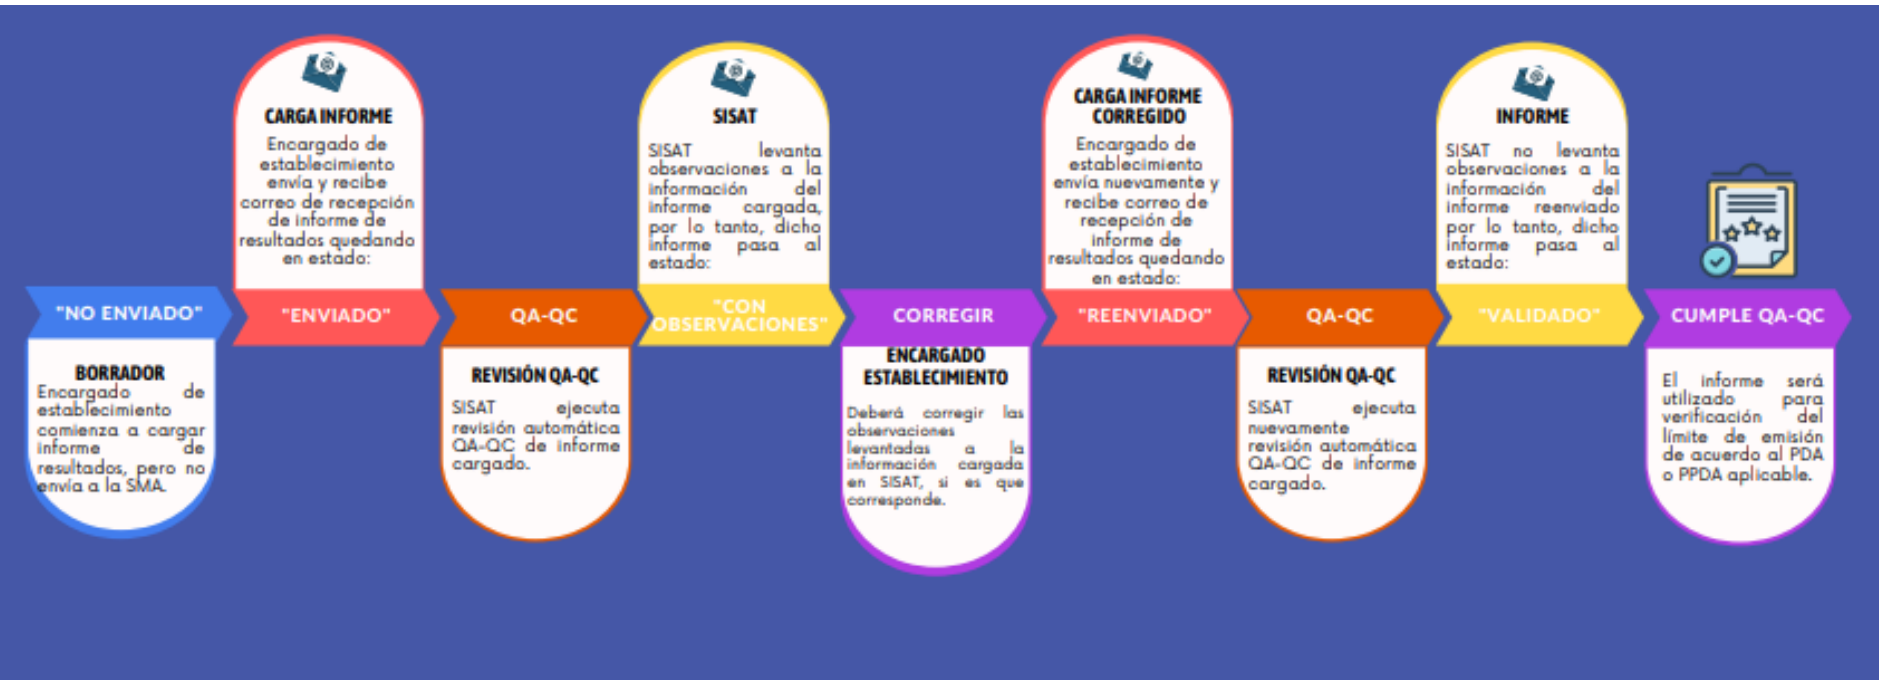 "NO ENVIADO"
BORRADOR
Encargado de
establecimiento
comienza a cargar
informe de
resultados, pero no
envía a la SMA.
CARGA INFORME
Encargado de
establecimiento
envía y recibe
correo de recepción
de informe de
resultados quedando
en estado:
"ENVIADO"
QA-QC
REVISIÓN QA-QC
SISAT ejecuta
revisión automática
QA-QC de informe
cargado.
SISAT
SISAT levanta
observaciones a la
información del
informe cargada,
por lo tanto, dicho
informe pasa al
estado:
"CON
OBSERVACIONES"
CORREGIR
ENCARGADO
ESTABLECIMIENTO
Deberá corregir las
observaciones
levantadas a la
información cargada
en SISAT, si es que
corresponde.
CARGA INFORME
CORREGIDO
Encargado de
establecimiento
envía nuevamente y
recibe correo de
recepción de
informe de
resultados quedando
en estado:
"REENVIADO"
QA-QC
REVISIÓN QA-QC
SISAT ejecuta
nuevamente
revisión automática
QA-QC de informe
cargado.
INFORME
SISAT no levanta
observaciones a la
información del
informe reenviado
por lo tanto, dicho
informe pasa al
estado:
"VALIDADO"
CUMPLE QA-QC
El informe será
utilizado para
verificación del
límite de emisión
de acuerdo al PDA
o PPDA aplicable.